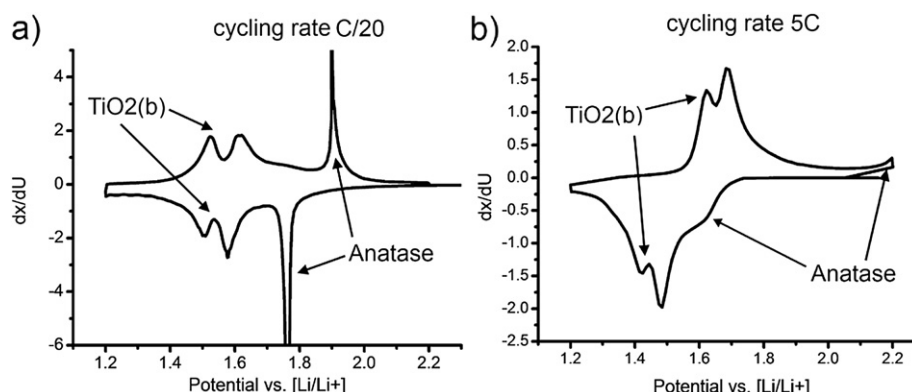 a)
cycling rate C/20
TiO2(b)
Anatase
dx/dU
4
2
0
-2
-4
-6
1.2
1.4
1.6
1.8
2.0
2.2
Potential vs. [Li/Li+]
b)
cycling rate 5C
TiO2(b)
Anatase
dx/dU
2.0
1.5
1.0
0.5
0.0
-0.5
-1.0
-1.5
-2.0
-2.5
1.2
1.4
1.6
1.8
2.0
2.2
Potential vs. [Li/Li+]